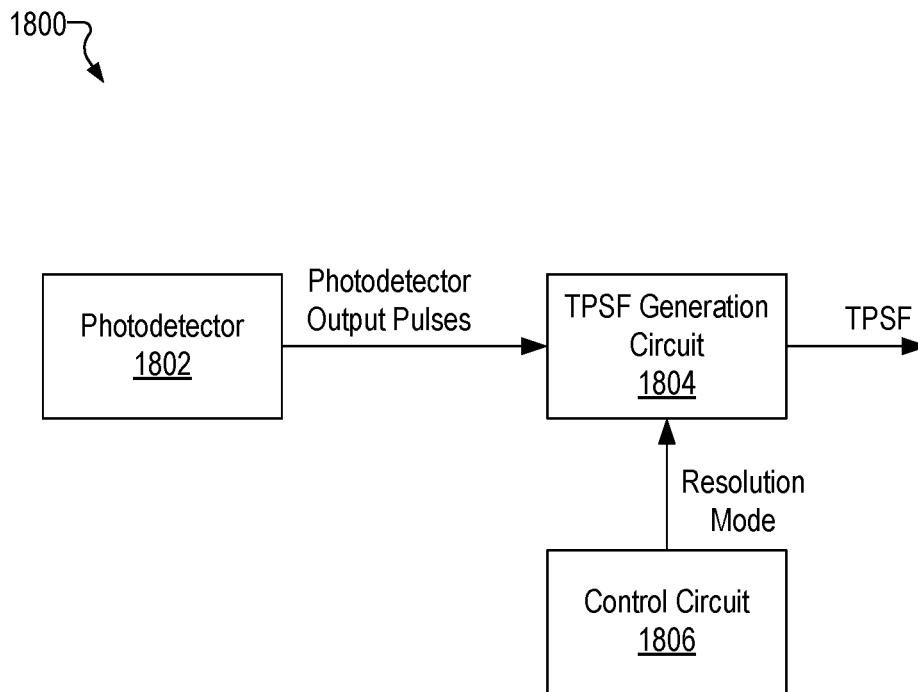 1800
Photodetector
1802
Photodetector
Output Pulses
TPSF Generation
Circuit
1804
TPSF
Resolution
Mode
Control Circuit
1806